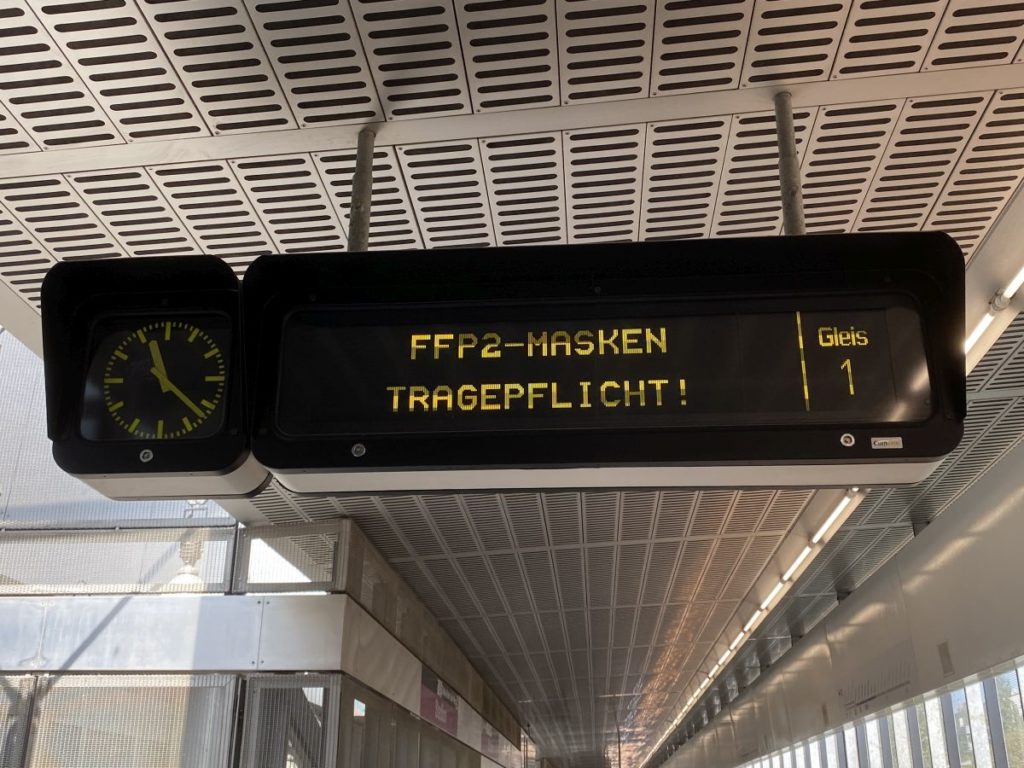 FFP2-MASKEN
TRAGEPFLICHT!
Gleis
1